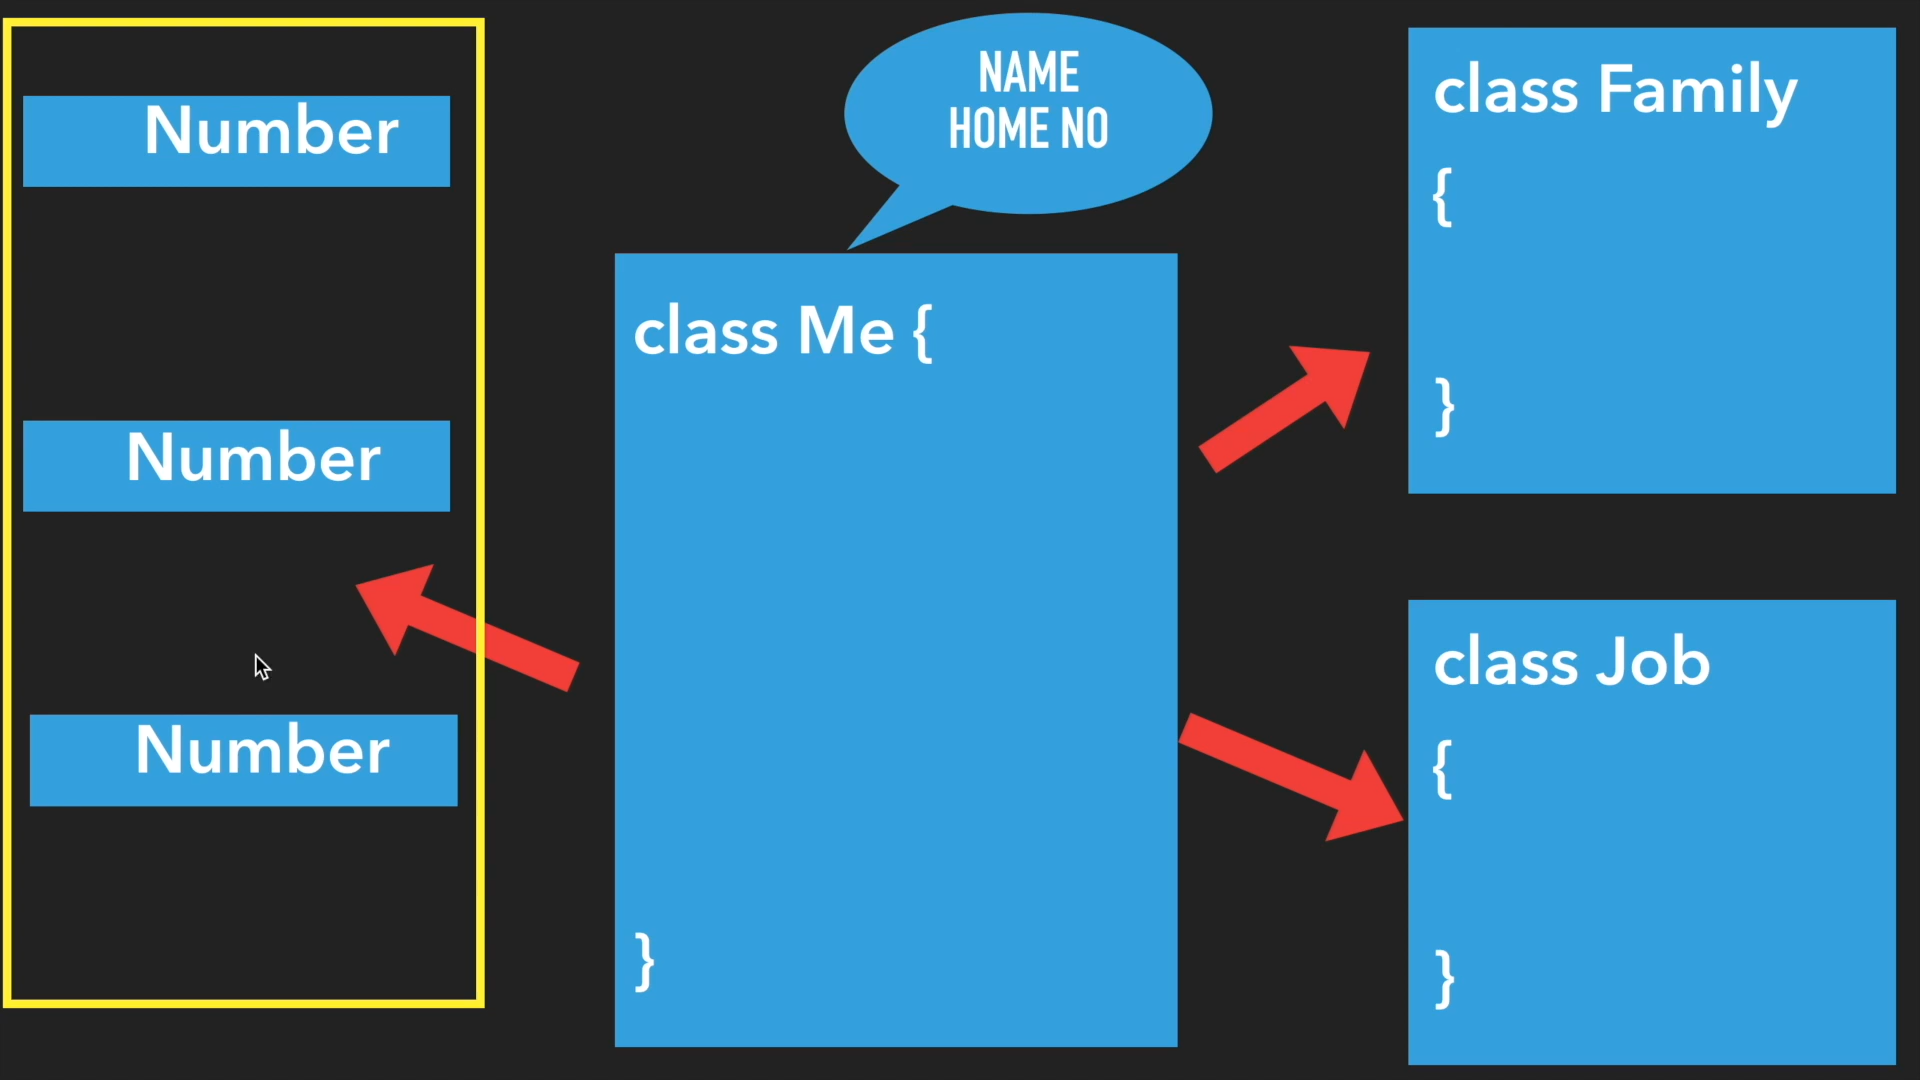 Number
Number
Number
NAME
HOME NO
class Me {
}
class Family
{
}
class Job
{
}